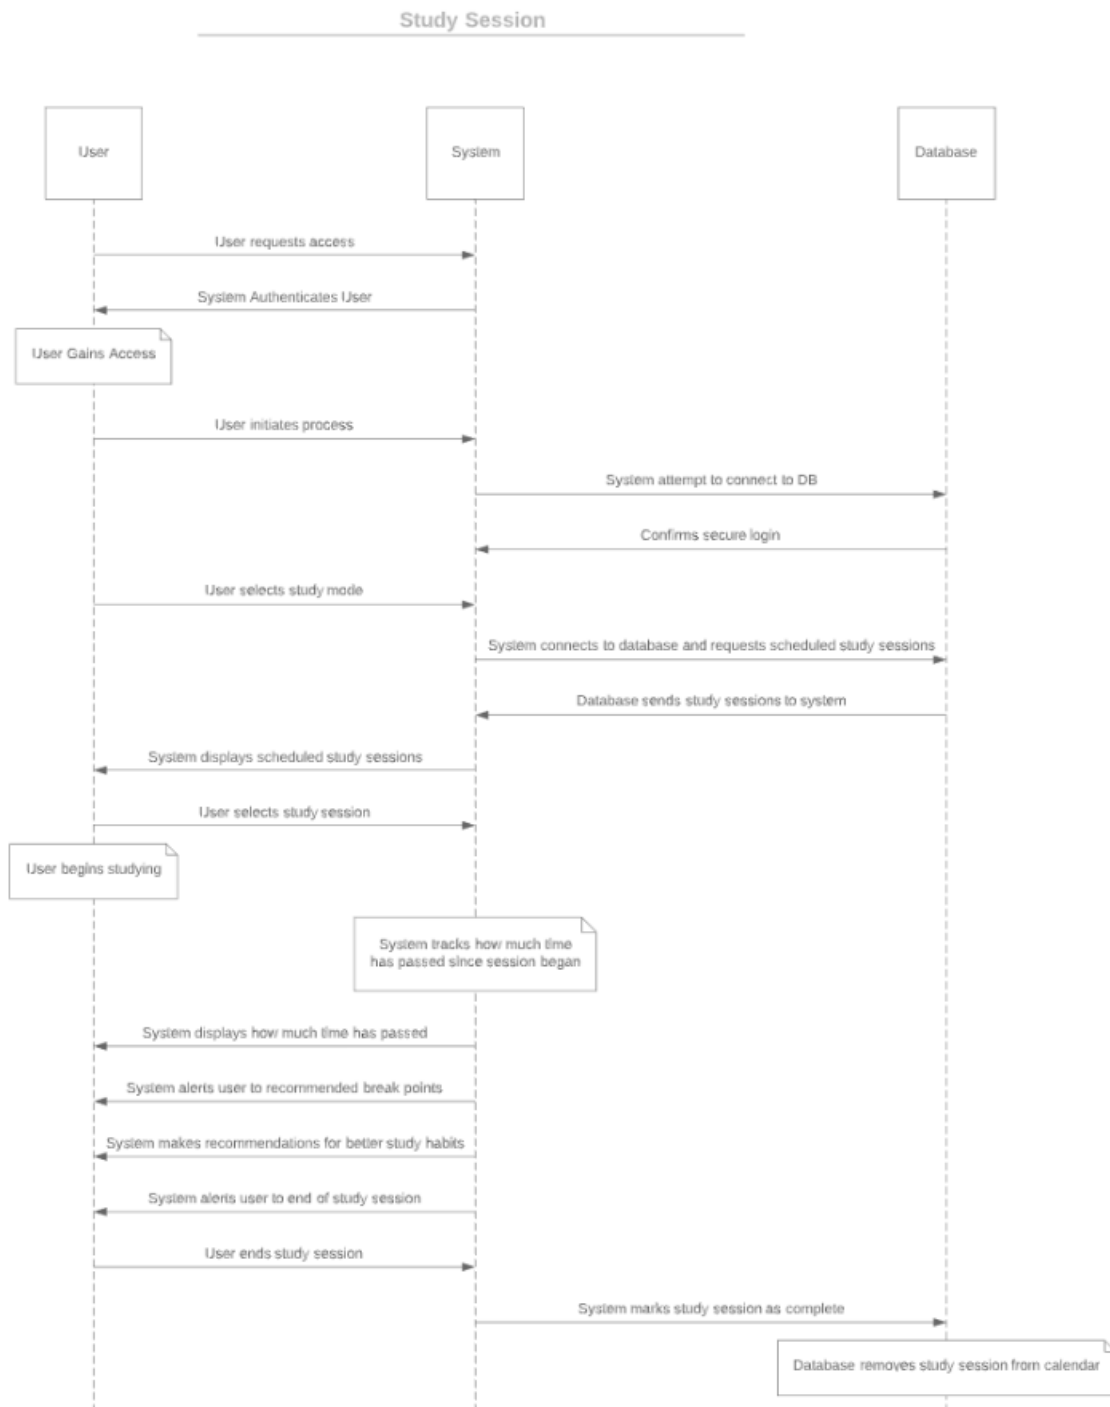 Study Session
User
System
Database
User requests access
System Authenticates User
User Gains Access
User initiates process
System attempt to connect to DB
Confirms secure login
User selects study mode
System connects to database and requests scheduled study sessions
Database sends study sessions to system
System displays scheduled study sessions
User selects study session
User begins studying
System tracks how much time
has passed since session began
System displays how much time has passed
System alerts user to recommended break points
System makes recommendations for better study habits
System alerts user to end of study session
User ends study session
System marks study session as complete
Database removes study session from calendar